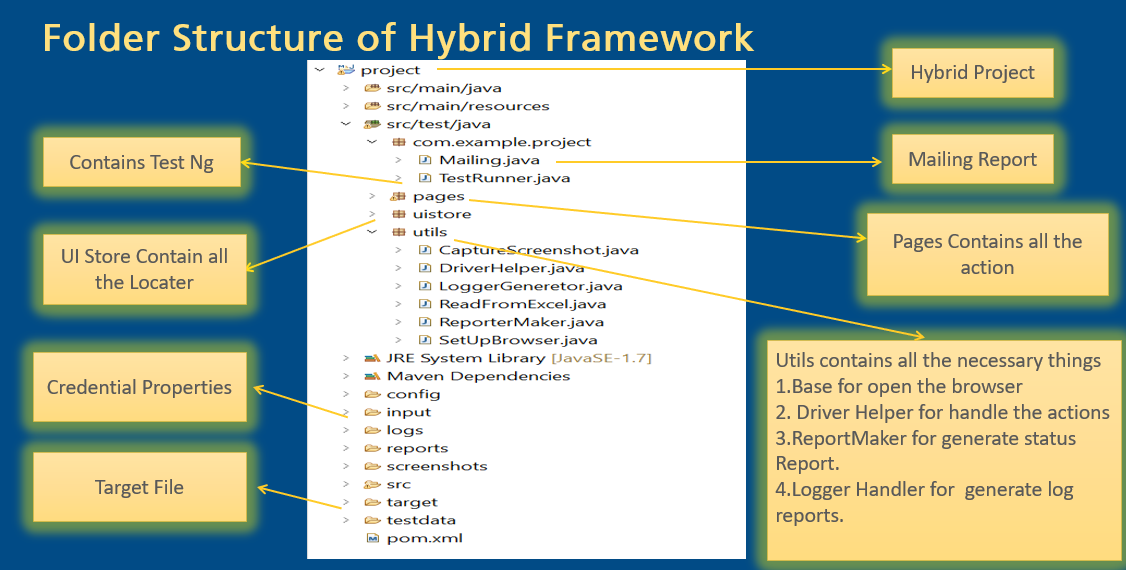 Folder Structure of Hybrid Framework
project
src/main/java
src/main/resources
src/test/java
com.example.project
Mailing.java
TestRunner.java
pages
uistore
utils
CaptureScreenshot.java
DriverHelper.java
LoggerGeneretor.java
ReadFromExcel.java
ReporterMaker.java
SetUpBrowser.java
JRE System Library [JavaSE-1.7]
Maven Dependencies
config
input
logs
reports
screenshots
src
target
testdata
pom.xml
Contains Test Ng
UI Store Contain all
the Locater
Credential Properties
Target File
Hybrid Project
Mailing Report
Pages Contains all the
action
Utils contains all the necessary things
1.Base for open the browser
2. Driver Helper for handle the actions
3.ReportMaker for generate status
Report.
4.Logger Handler for  generate log
reports.